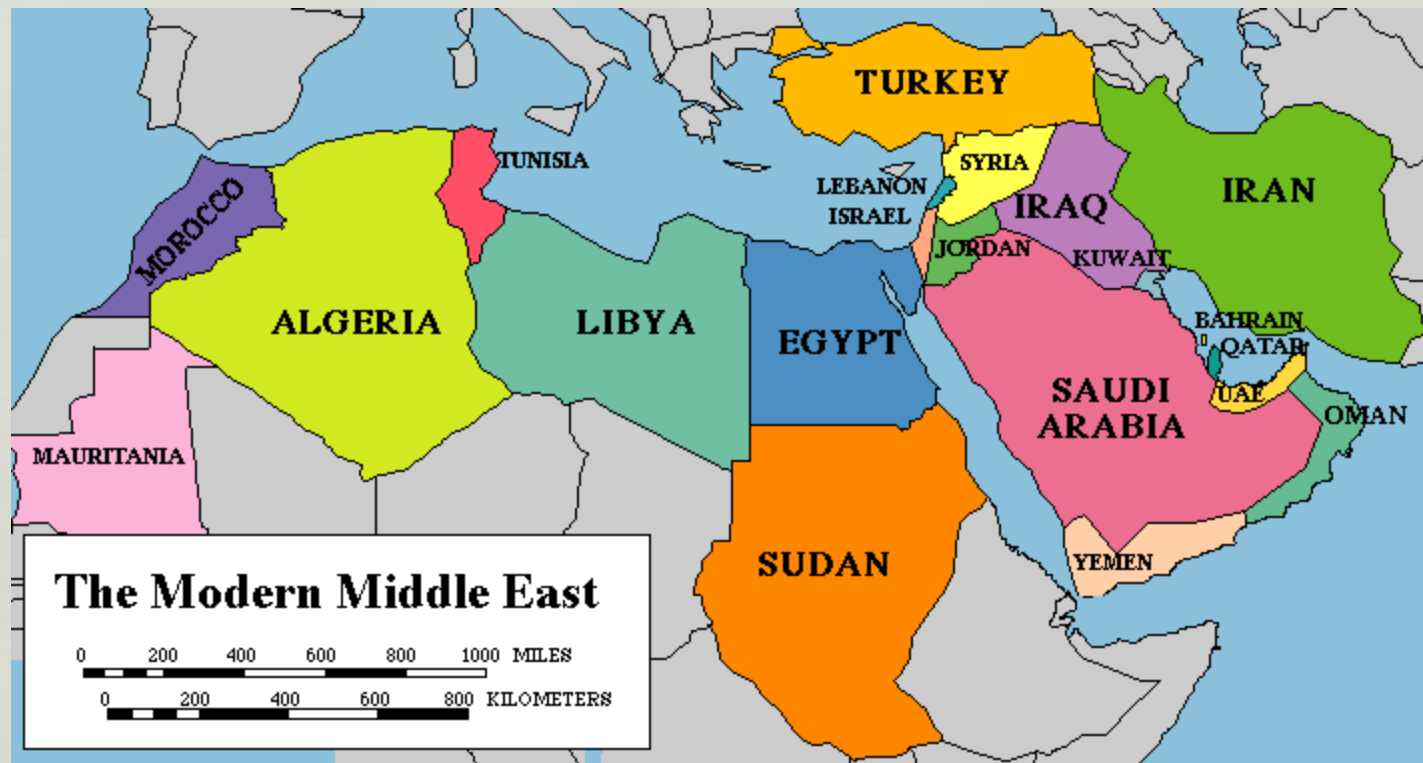 TURKEY
TUNISIA
SYRIA
LEBANON
IRAN
ISRAEL
IRAQ
MOROCCO
JORDAN
KUWAIT
ALGERIA
LIBYA
EGYPT
BAHRAIN
QATAR
SAUDI
ARABIA
UAE
OMAN
MAURITANIA
SUDAN
YEMEN
The Modern Middle East
0 200 400 600 800 1000 MILES
0 200 400 600 800 KILOMETERS